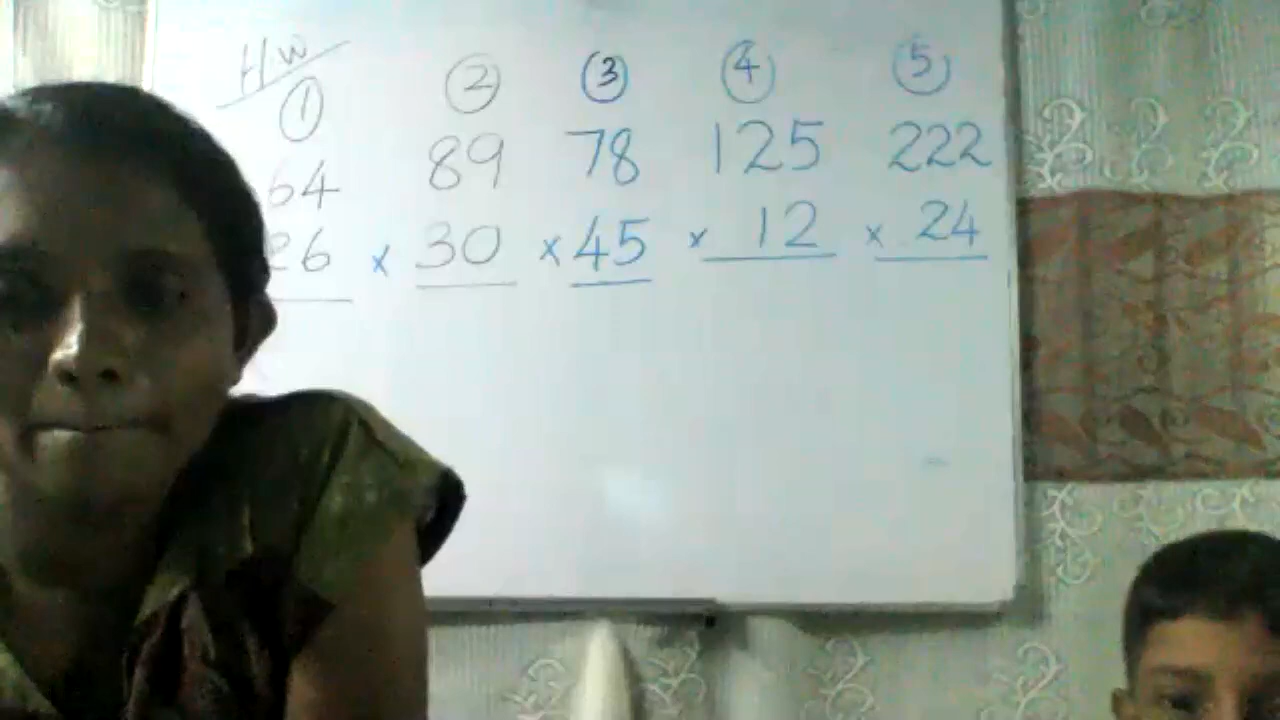 Hw
① ② ③ ④ ⑤
64 89 78 125 222
26 × 30 × 45 × 12 × 24